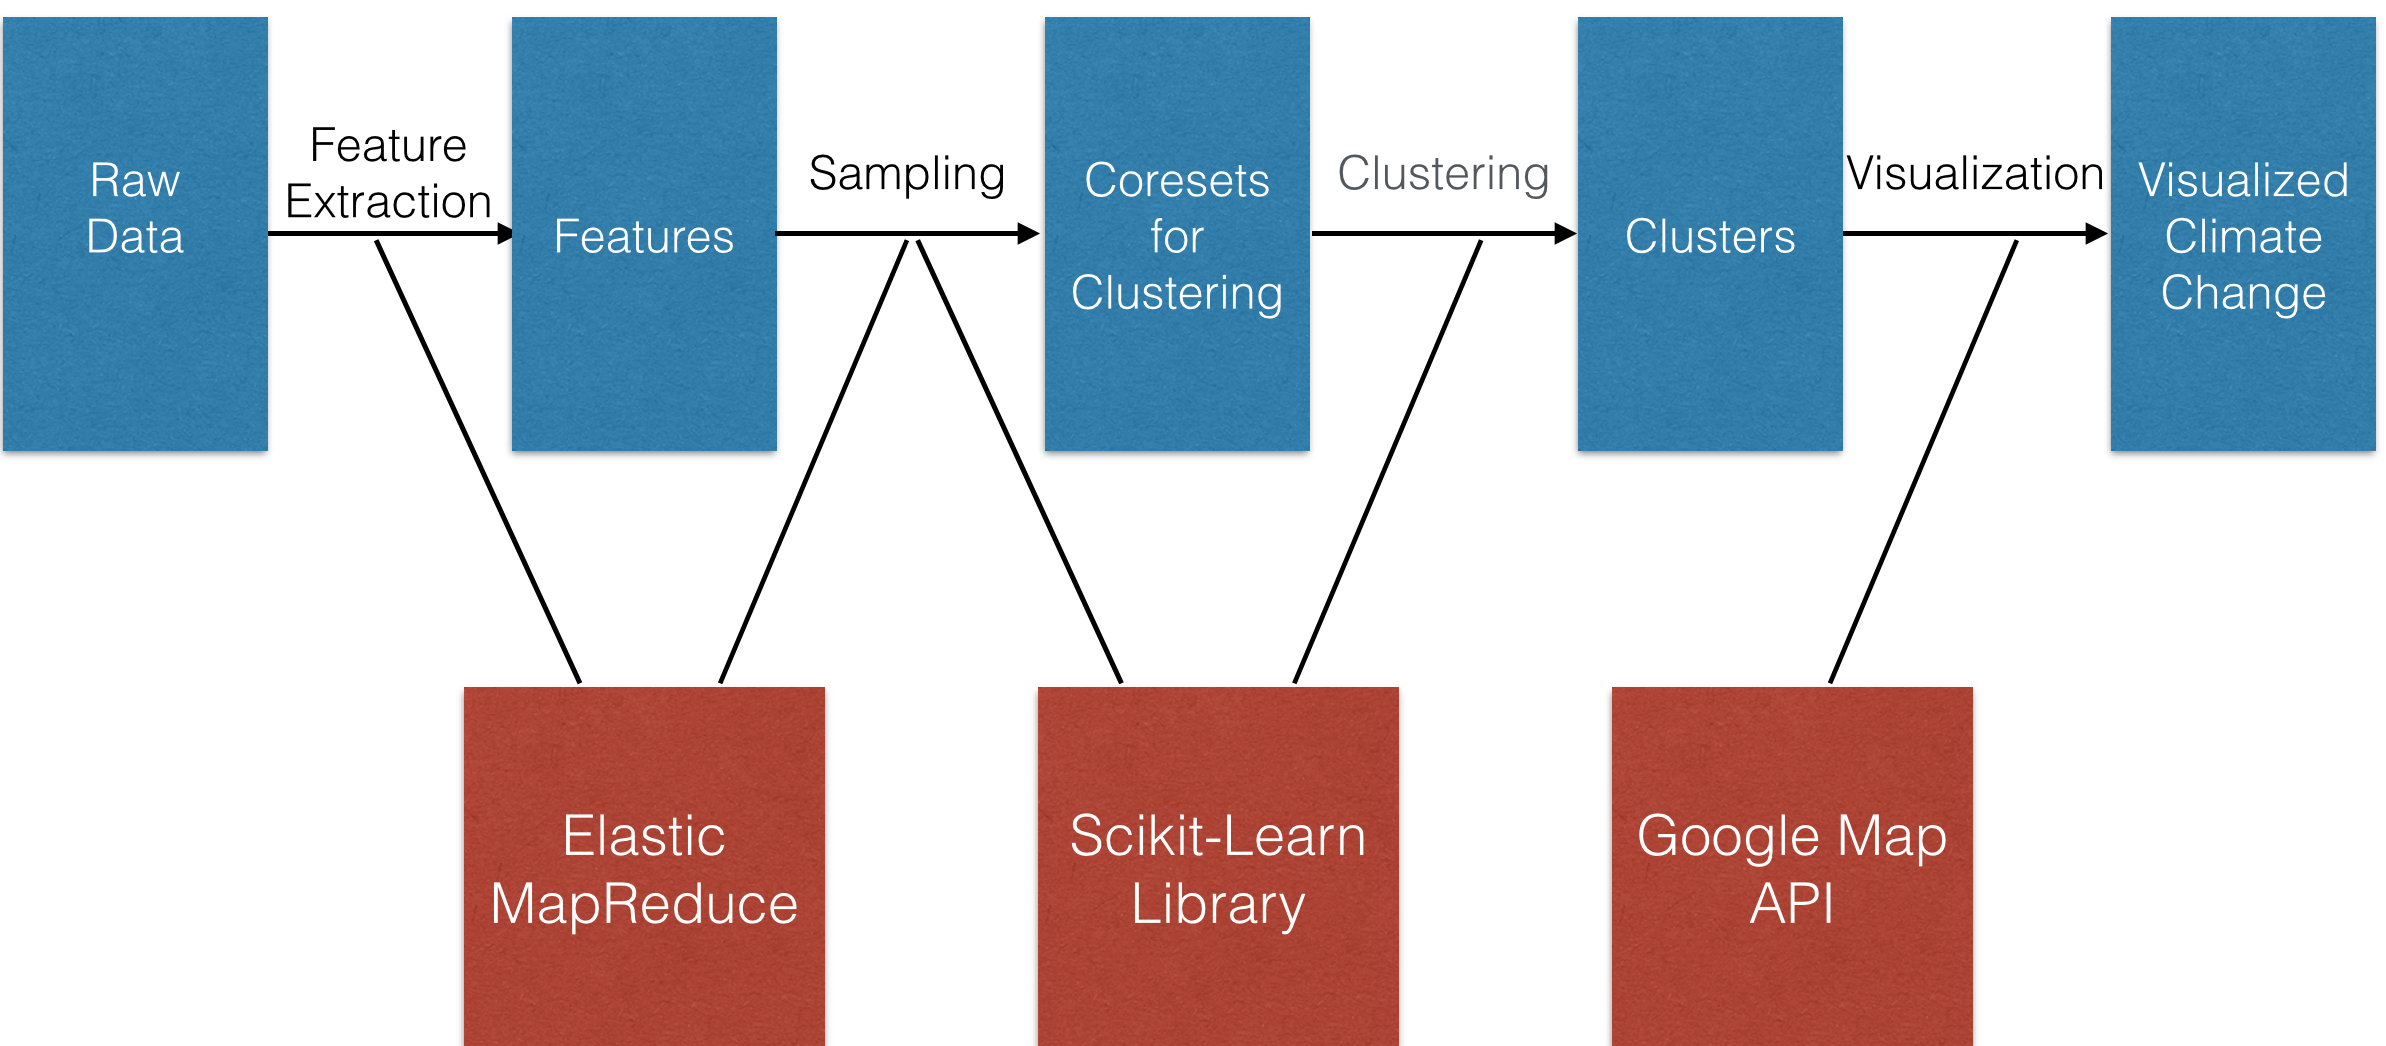 Raw
Data
Feature
Extraction
Features
Sampling
Coresets
for
Clustering
Clustering
Clusters
Visualization
Visualized
Climate
Change
Elastic
MapReduce
Scikit-Learn
Library
Google Map
API